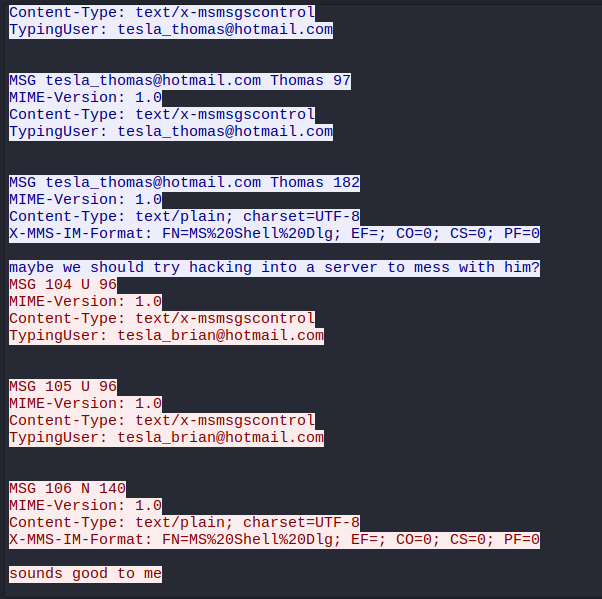 Content-Type: text/x-msmsgscontrol
TypingUser: tesla_thomas@hotmail.com
MSG tesla_thomas@hotmail.com Thomas 97
MIME-Version: 1.0
Content-Type: text/x-msmsgscontrol
TypingUser: tesla_thomas@hotmail.com
MSG tesla_thomas@hotmail.com Thomas 182
MIME-Version: 1.0
Content-Type: text/plain; charset=UTF-8
X-MMS-IM-Format: FN=MS%20Shell%20Dlg; EF=; CO=0; CS=0; PF=0
maybe we should try hacking into a server to mess with him?
MSG 104 U 96
MIME-Version: 1.0
Content-Type: text/x-msmsgscontrol
TypingUser: tesla_brian@hotmail.com
MSG 105 U 96
MIME-Version: 1.0
Content-Type: text/x-msmsgscontrol
TypingUser: tesla_brian@hotmail.com
MSG 106 N 140
MIME-Version: 1.0
Content-Type: text/plain; charset=UTF-8
X-MMS-IM-Format: FN=MS%20Shell%20Dlg; EF=; CO=0; CS=0; PF=0
sounds good to me